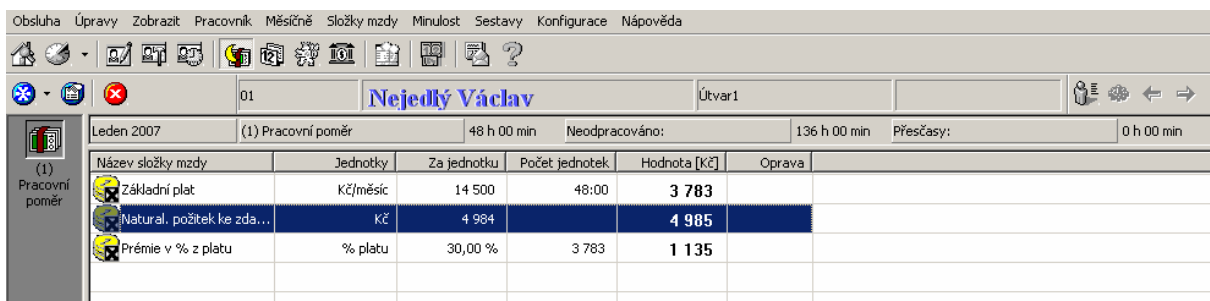 Obsluha Úpravy Zobrazit Pracovník Měsíčně Složky mzdy Minulost Sestavy Konfigurace Nápověda
01 Nejedlý Václav Útvar1
Leden 2007 (1) Pracovní poměr 48 h 00 min Neodpracováno: 136 h 00 min Přesčasy: 0 h 00 min
(1)
Pracovní
poměr
Název složky mzdy Jednotky Za jednotku Počet jednotek Hodnota [Kč] Oprava
Základní plat Kč/měsíc 14 500 48:00 3 783
Natural. požitek ke zda... Kč 4 984 4 985
Prémie v % z platu % platu 30,00 % 3 783 1 135